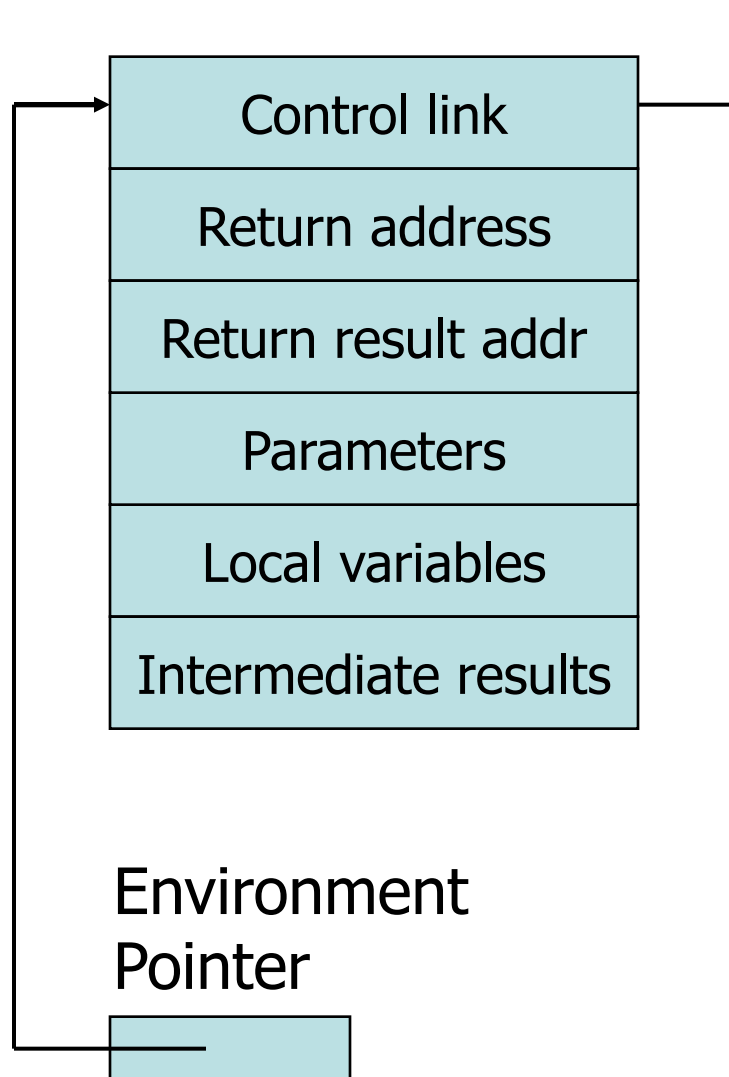 Control link
Return address
Return result addr
Parameters
Local variables
Intermediate results
Environment
Pointer